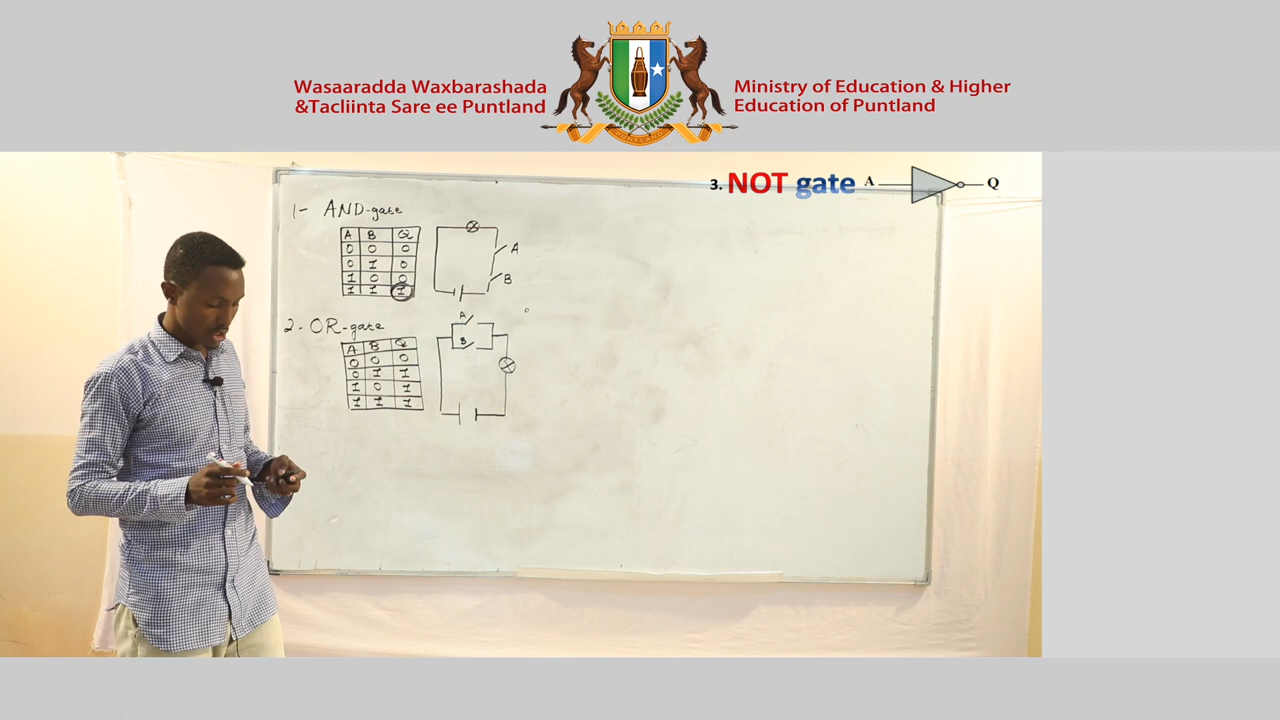 Wasaaradda Waxbarashada
&Tacliinta Sare ee Puntland
Ministry of Education & Higher
Education of Puntland
PUNTLAND
3. NOT gate A Q
1- AND-gate
A B Q
0 0 0
0 1 0
1 0 0
1 1 1
A
B
2- OR-gate
A B Q
0 0 0
0 1 1
1 0 1
1 1 1
A
B